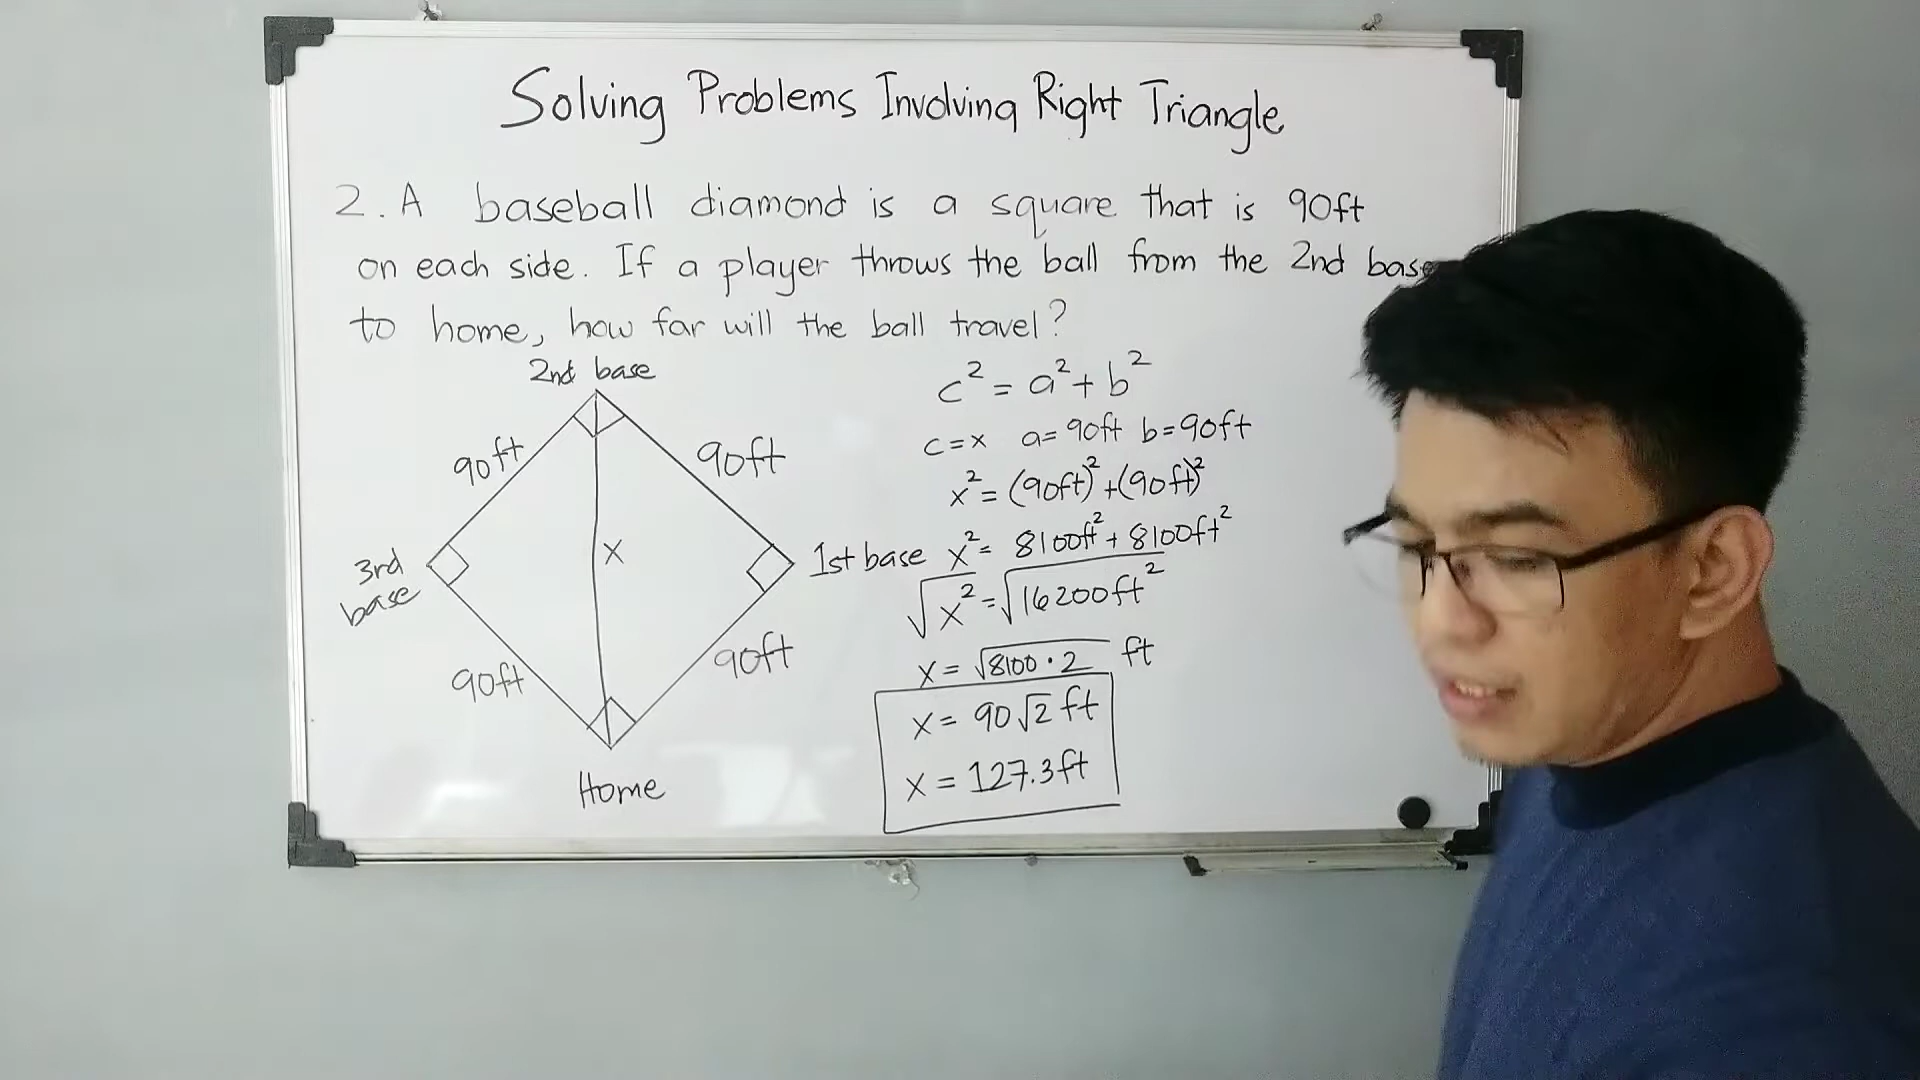 Solving Problems Involving Right Triangle
2. A baseball diamond is a square that is 90ft
on each side. If a player throws the ball from the 2nd base
to home, how far will the ball travel?
2nd base
90ft
90ft
3rd
base
x
1st base
90ft
90ft
Home
c² = a² + b²
c=x a=90ft b=90ft
x² = (90ft)² + (90ft)²
x² = 8100ft² + 8100ft²
√x² = √16200ft²
x = √8100 · 2 ft
x = 90√2 ft
x = 127.3ft